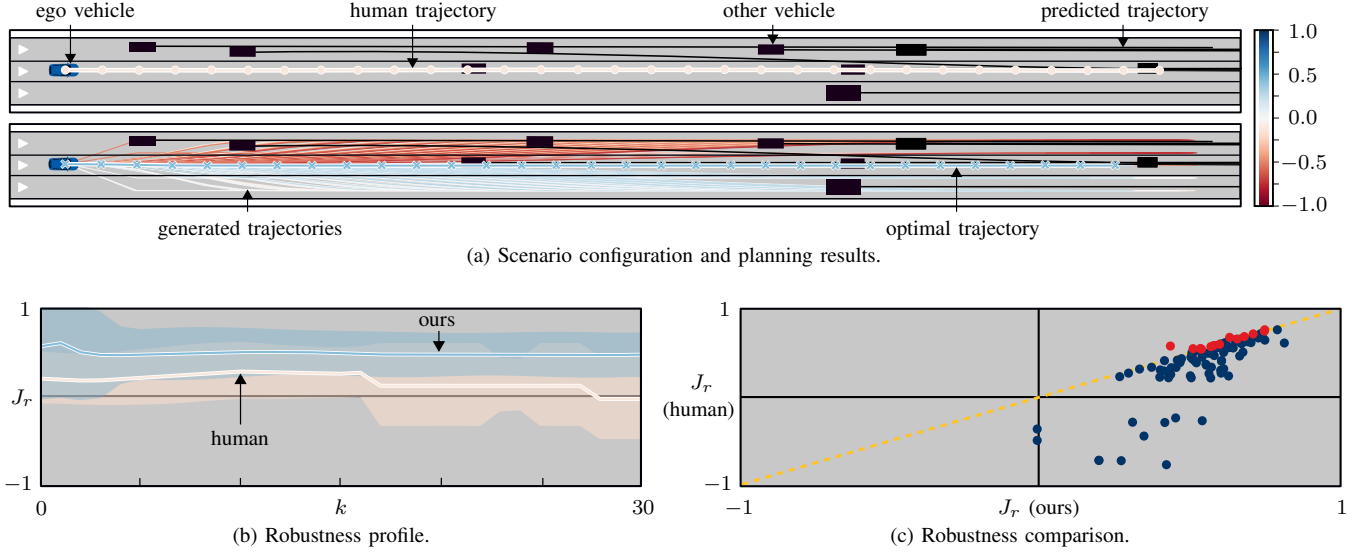 ego vehicle human trajectory other vehicle predicted trajectory
1.0
0.5
0.0
−0.5
−1.0
generated trajectories optimal trajectory
(a) Scenario configuration and planning results.
1
ours
J_r
human
−1
0 k 30
(b) Robustness profile.
1
J_r
(human)
−1
−1 J_r (ours) 1
(c) Robustness comparison.